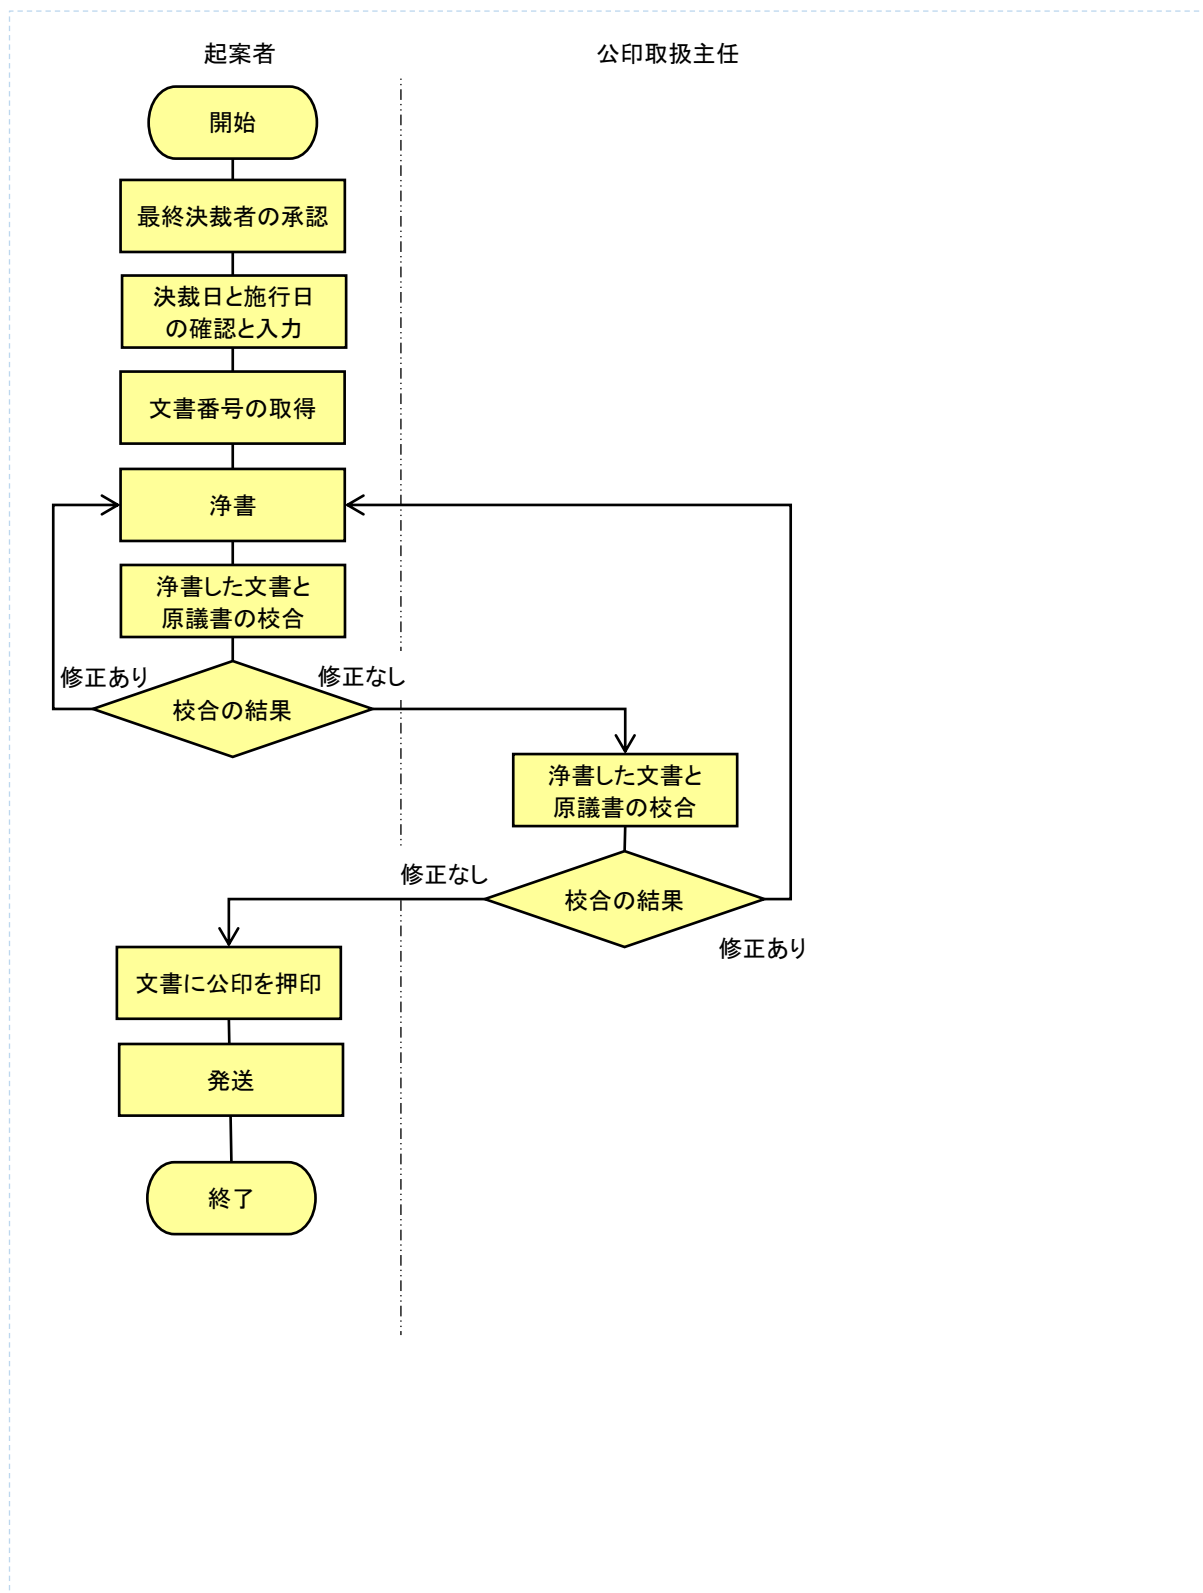 起案者
公印取扱主任
開始
最終決裁者の承認
決裁日と施行日
の確認と入力
文書番号の取得
浄書
浄書した文書と
原議書の校合
修正あり
修正なし
校合の結果
浄書した文書と
原議書の校合
修正なし
校合の結果
修正あり
文書に公印を押印
発送
終了